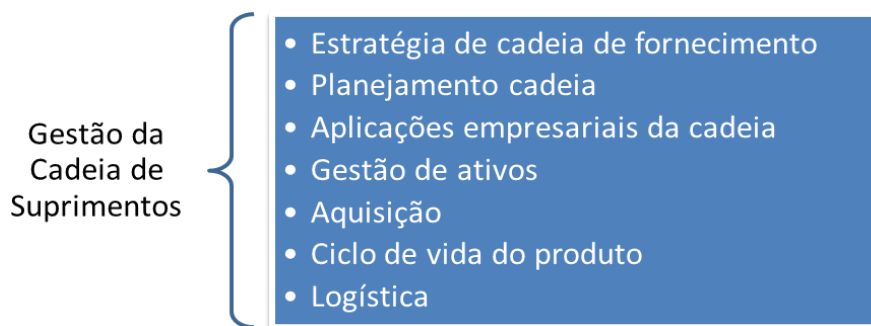 Gestão da
Cadeia de
Suprimentos
• Estratégia de cadeia de fornecimento
• Planejamento cadeia
• Aplicações empresariais da cadeia
• Gestão de ativos
• Aquisição
• Ciclo de vida do produto
• Logística